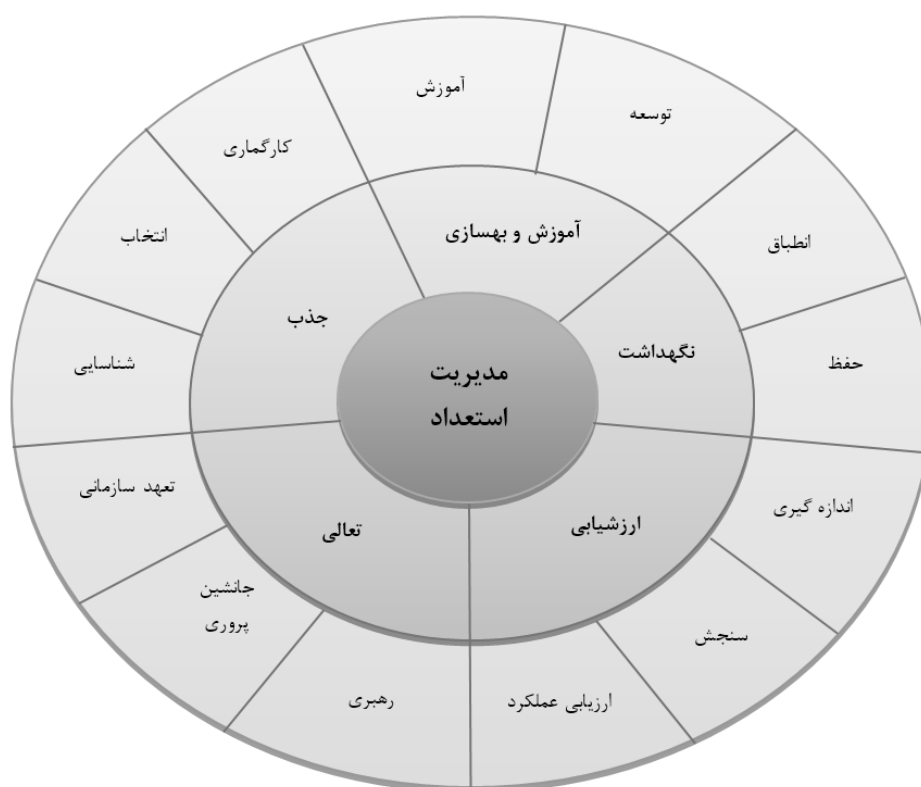 آموزش
توسعه
کارگماری
انتخاب
انطباق
آموزش و بهسازی
جذب
نگهداشت
شناسایی
حفظ
مدیریت
استعداد
تعهد سازمانی
اندازه گیری
تعالی
ارزشیابی
جانشین
پروری
سنجش
رهبری
ارزیابی عملکرد